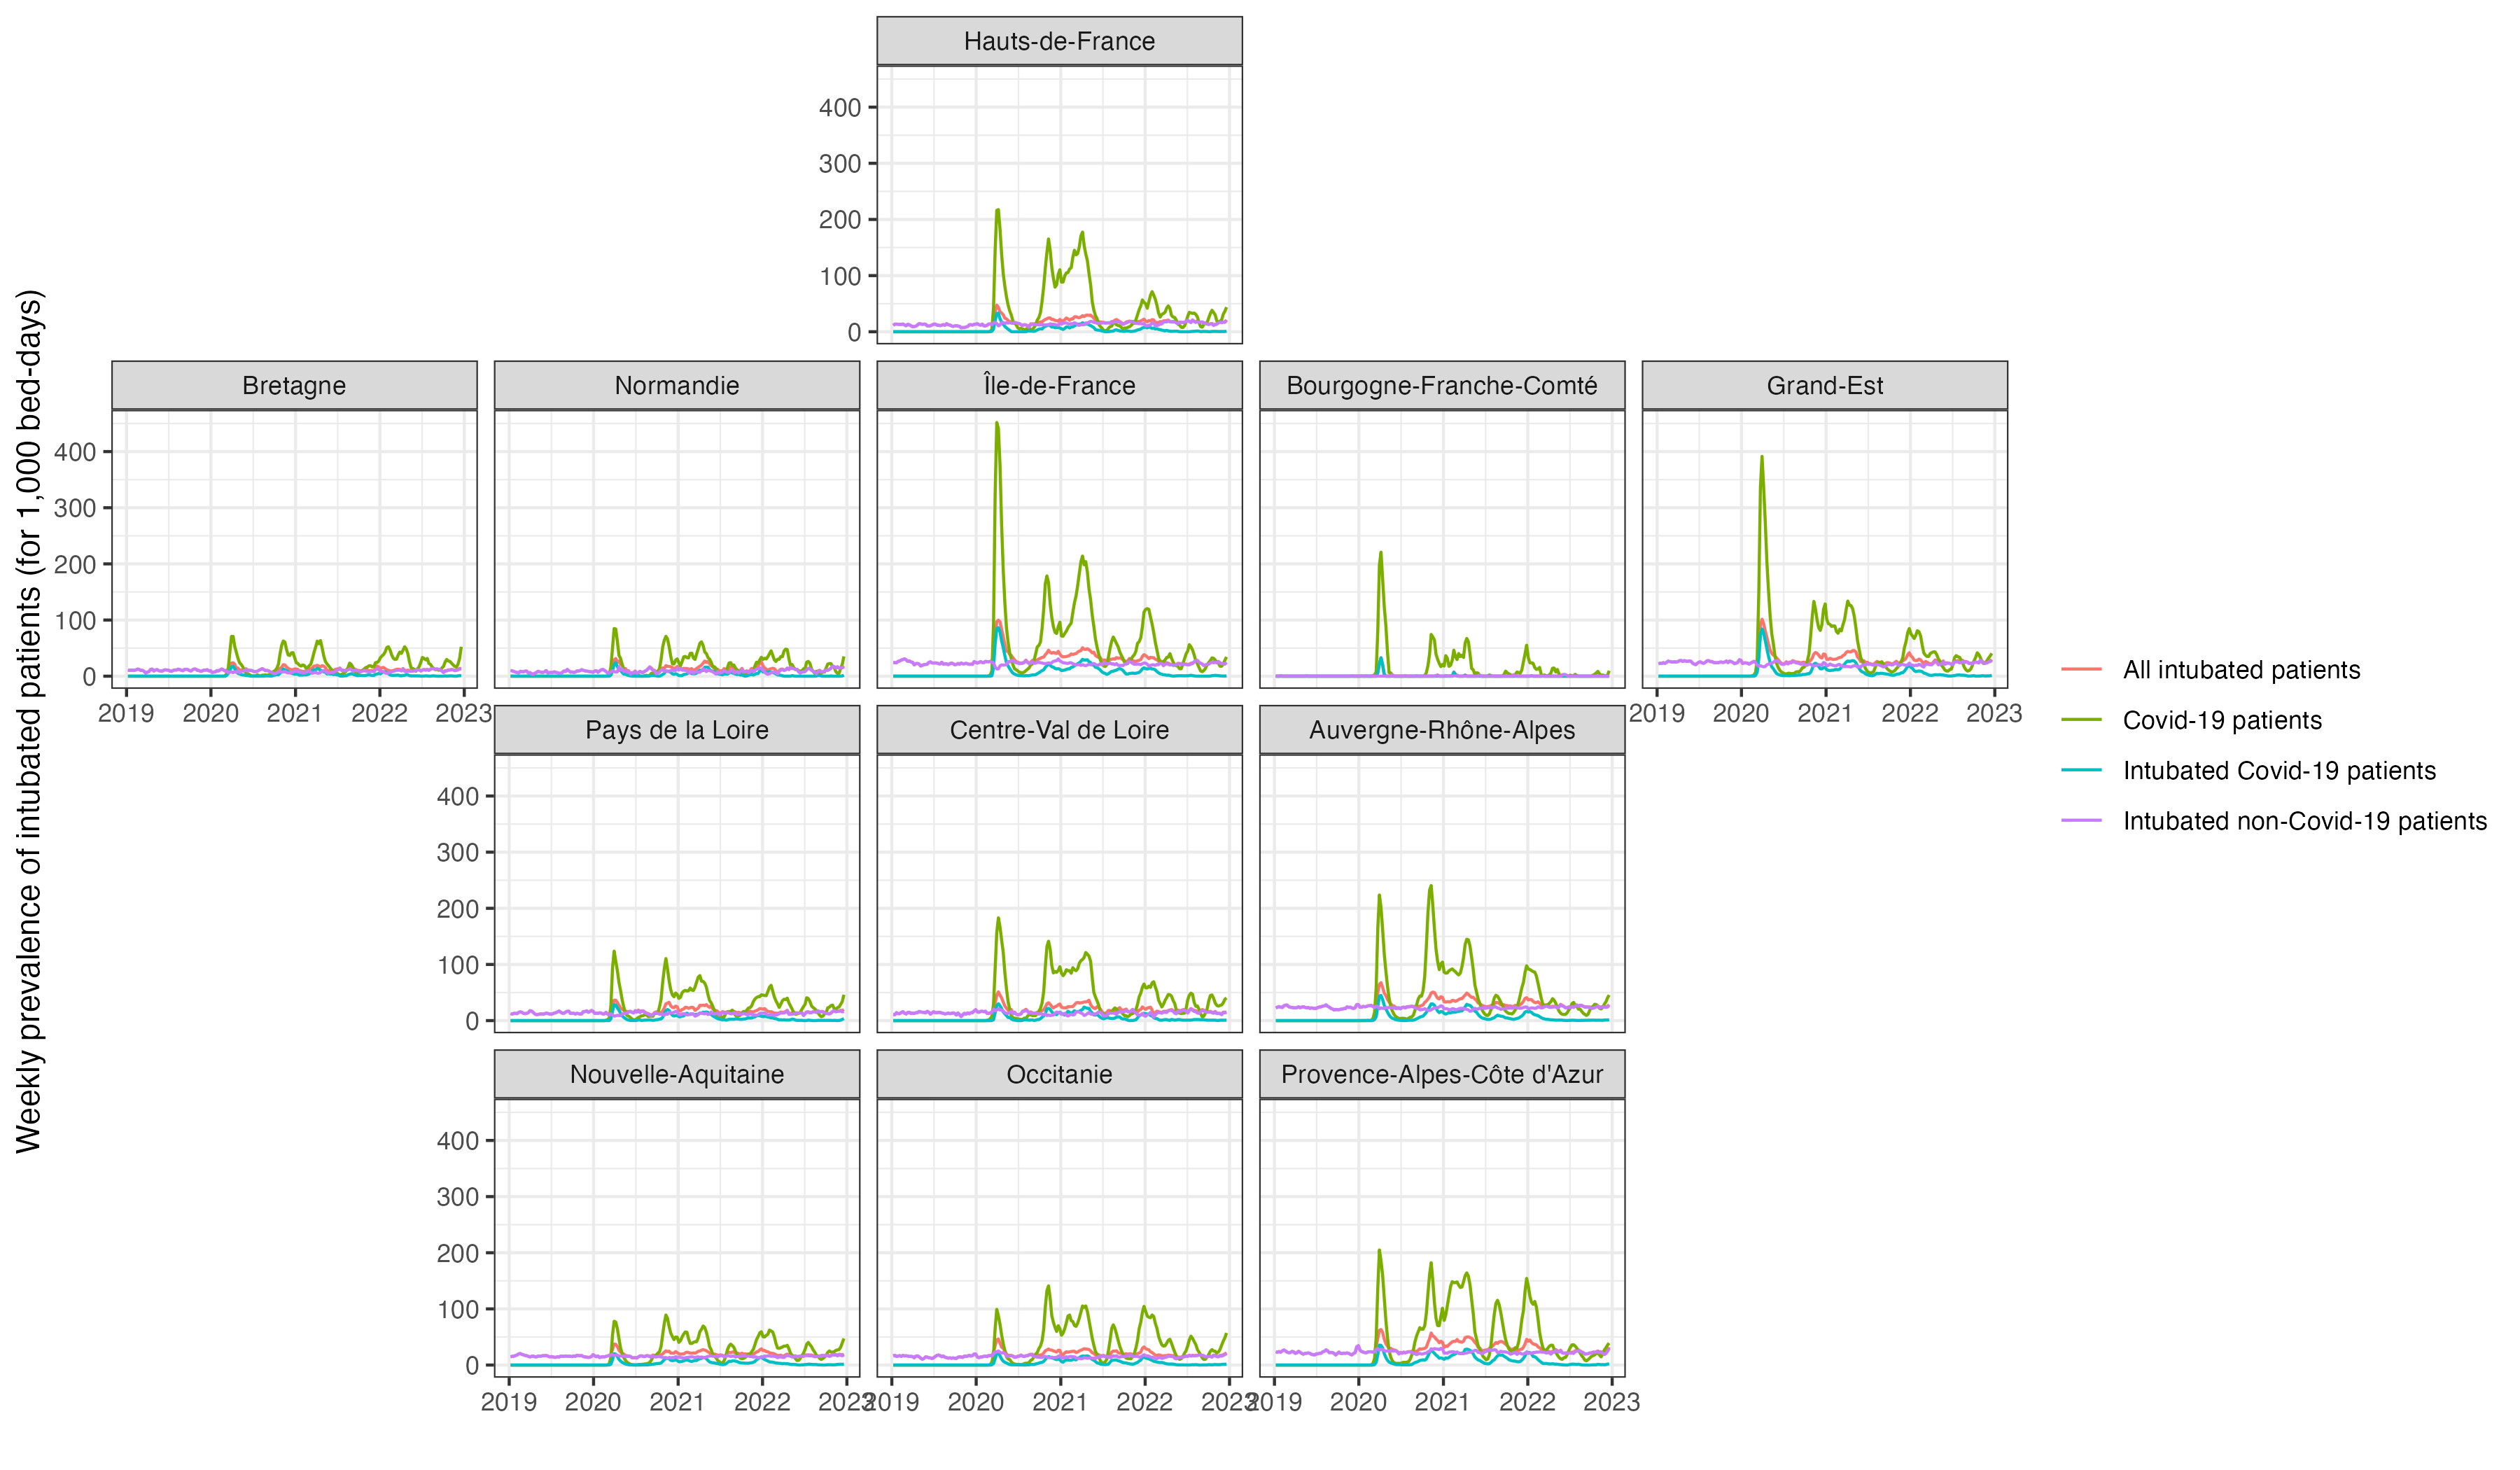 Hauts-de-France
400
300
200
100
0
Weekly prevalence of intubated patients (for 1,000 bed-days)
Bretagne
Normandie
Île-de-France
Bourgogne-Franche-Comté
Grand-Est
400
300
200
100
0
2019 2020 2021 2022 2023
2019 2020 2021 2022 2023
All intubated patients
Covid-19 patients
Intubated Covid-19 patients
Intubated non-Covid-19 patients
Pays de la Loire
Centre-Val de Loire
Auvergne-Rhône-Alpes
400
300
200
100
0
Nouvelle-Aquitaine
Occitanie
Provence-Alpes-Côte d'Azur
400
300
200
100
0
2019 2020 2021 2022 2023
2019 2020 2021 2022 2023
2019 2020 2021 2022 2023